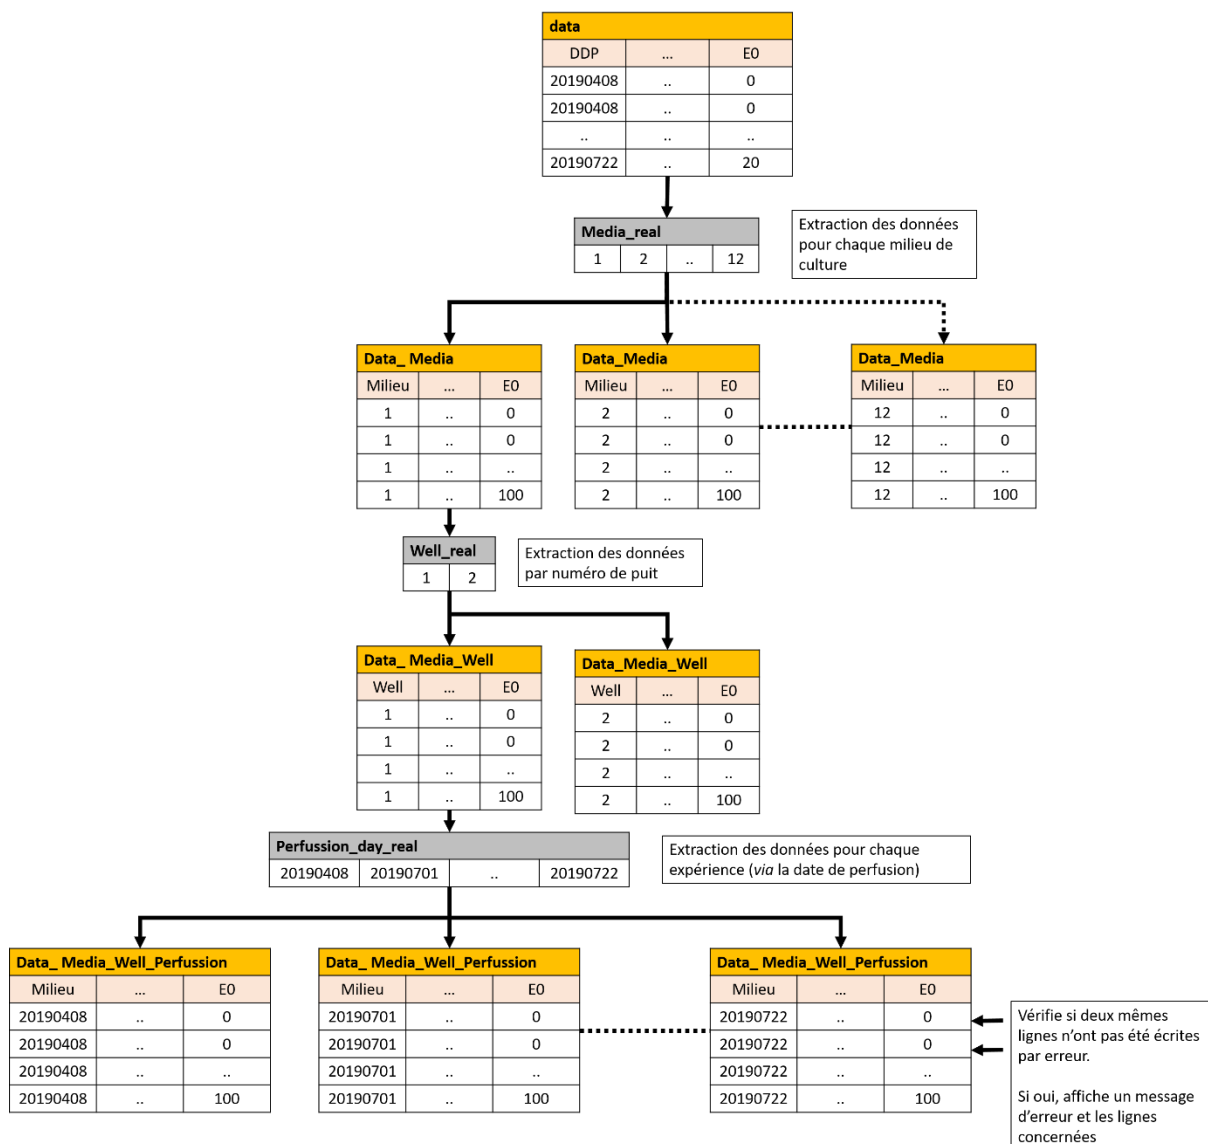 data
DDP ... E0
20190408 .. 0
20190408 .. 0
.. .. ..
20190722 .. 20
Media_real
1 2 .. 12
Extraction des données
pour chaque milieu de
culture
Data_ Media
Milieu ... E0
1 .. 0
1 .. 0
1 .. ..
1 .. 100
Data_Media
Milieu ... E0
2 .. 0
2 .. 0
2 .. ..
2 .. 100
Data_Media
Milieu ... E0
12 .. 0
12 .. 0
12 .. ..
12 .. 100
Well_real
1 2
Extraction des données
par numéro de puit
Data_ Media_Well
Well ... E0
1 .. 0
1 .. 0
1 .. ..
1 .. 100
Data_Media_Well
Well ... E0
2 .. 0
2 .. 0
2 .. ..
2 .. 100
Perfussion_day_real
20190408 20190701 .. 20190722
Extraction des données pour chaque
expérience (via la date de perfusion)
Data_ Media_Well_Perfussion
Milieu ... E0
20190408 .. 0
20190408 .. 0
20190408 .. ..
20190408 .. 100
Data_ Media_Well_Perfussion
Milieu ... E0
20190701 .. 0
20190701 .. 0
20190701 .. ..
20190701 .. 100
Data_ Media_Well_Perfussion
Milieu ... E0
20190722 .. 0
20190722 .. 0
20190722 .. ..
20190722 .. 100
Vérifie si deux mêmes
lignes n’ont pas été écrites
par erreur.
Si oui, affiche un message
d’erreur et les lignes
concernées